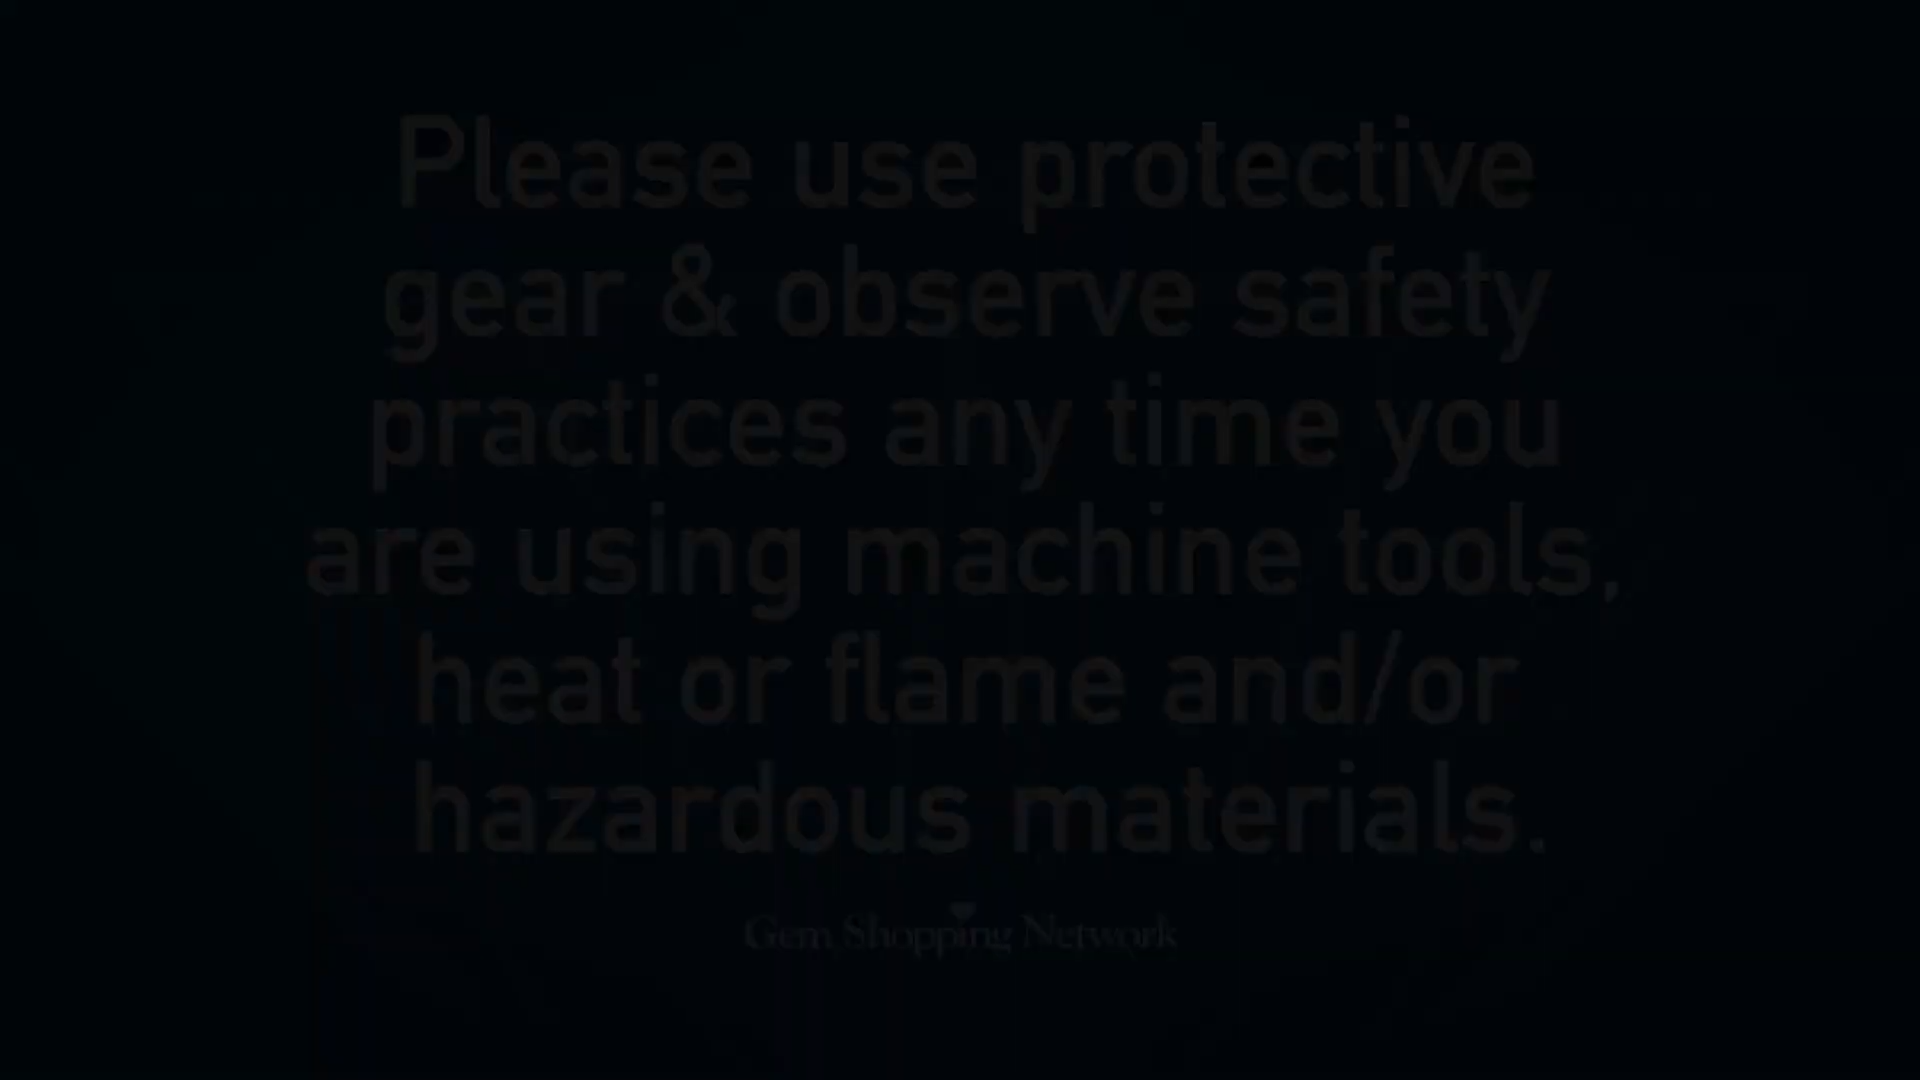 Please use protective
gear & observe safety
practices any time you
are using machine tools,
heat or flame and/or
hazardous materials.
Gem Shopping Network